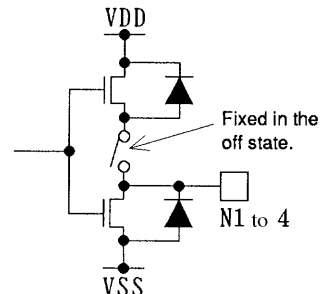 VDD
Fixed in the
off state.
N1 to 4
VSS